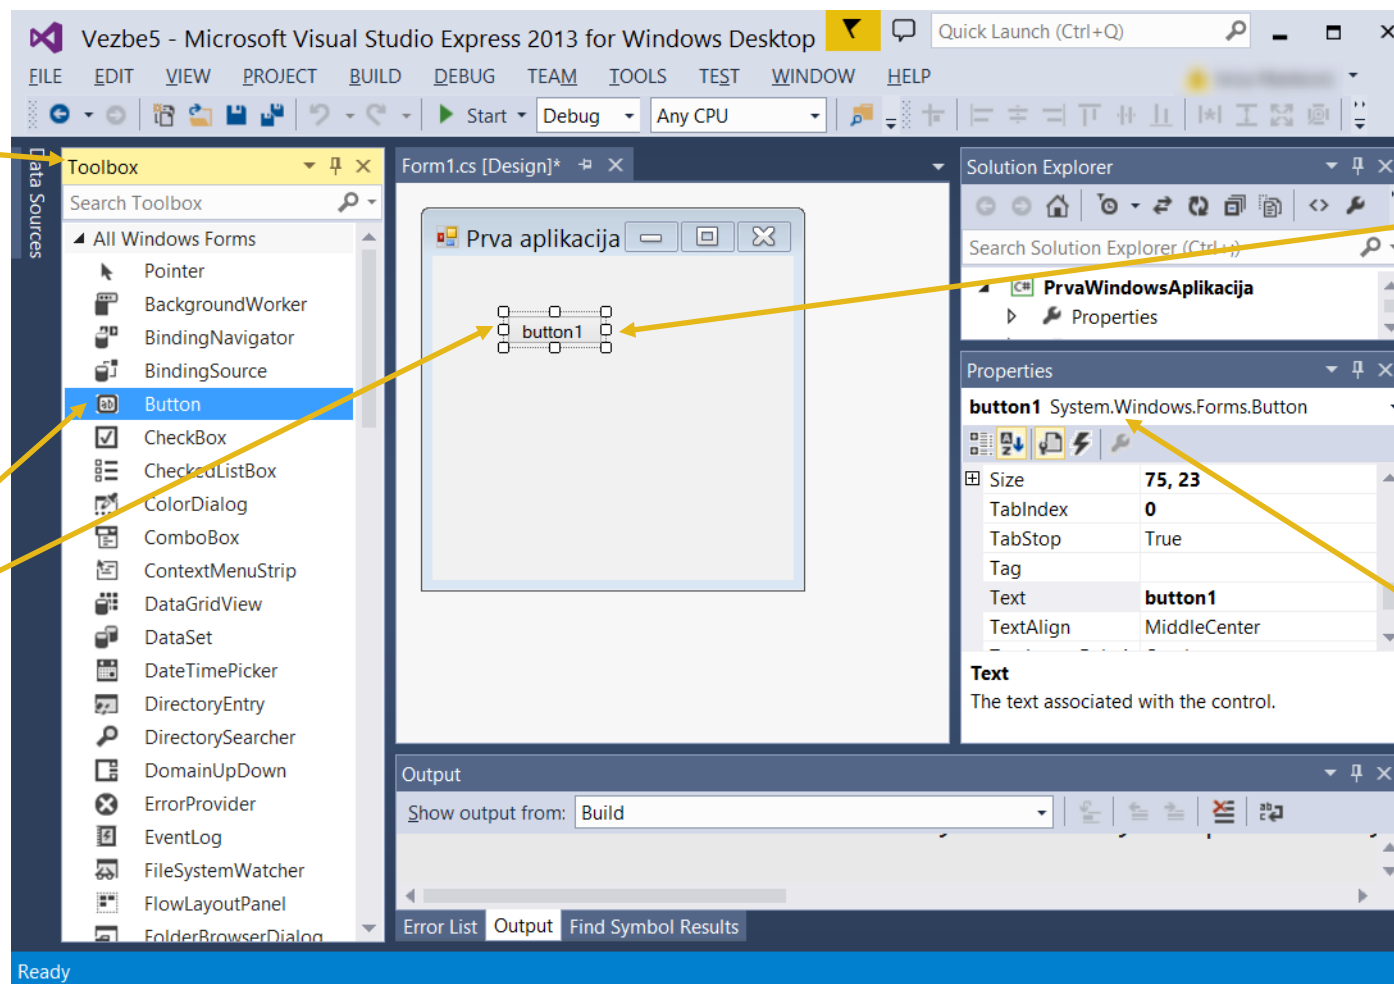 Vezbe5 - Microsoft Visual Studio Express 2013 for Windows Desktop
Quick Launch (Ctrl+Q)
FILE EDIT VIEW PROJECT BUILD DEBUG TEAM TOOLS TEST WINDOW HELP
Start Debug Any CPU
Data Sources
Toolbox
Search Toolbox
All Windows Forms
Pointer
BackgroundWorker
BindingNavigator
BindingSource
Button
CheckBox
CheckedListBox
ColorDialog
ComboBox
ContextMenuStrip
DataGridView
DataSet
DateTimePicker
DirectoryEntry
DirectorySearcher
DomainUpDown
ErrorProvider
EventLog
FileSystemWatcher
FlowLayoutPanel
FolderBrowserDialog
Form1.cs [Design]*
Prva aplikacija
button1
Solution Explorer
Search Solution Explorer (Ctrl+;)
C# PrvaWindowsAplikacija
Properties
Properties
button1 System.Windows.Forms.Button
Size 75, 23
TabIndex 0
TabStop True
Tag
Text button1
TextAlign MiddleCenter
Text
The text associated with the control.
Output
Show output from: Build
Error List Output Find Symbol Results
Ready